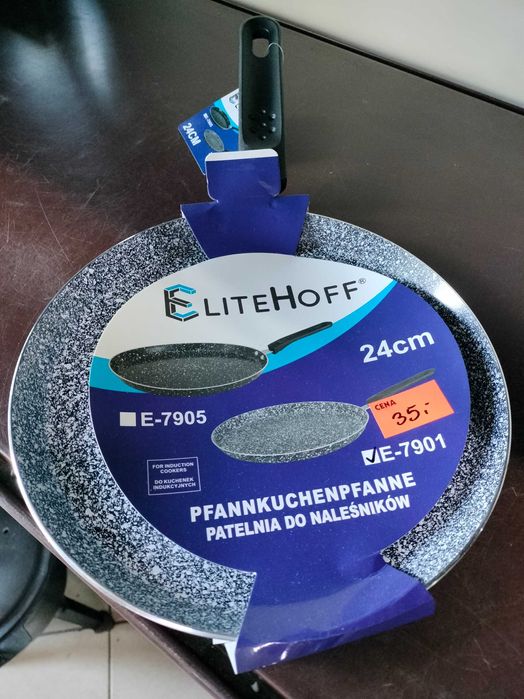 24CM
ELITEHOFF®
24cm
CENA
35,-
E-7905
E-7901
FOR INDUCTION
COOKERS
DO KUCHENEK
INDUKCYJNYCH
PFANNKUCHENPFANNE
PATELNIA DO NALEŚNIKÓW